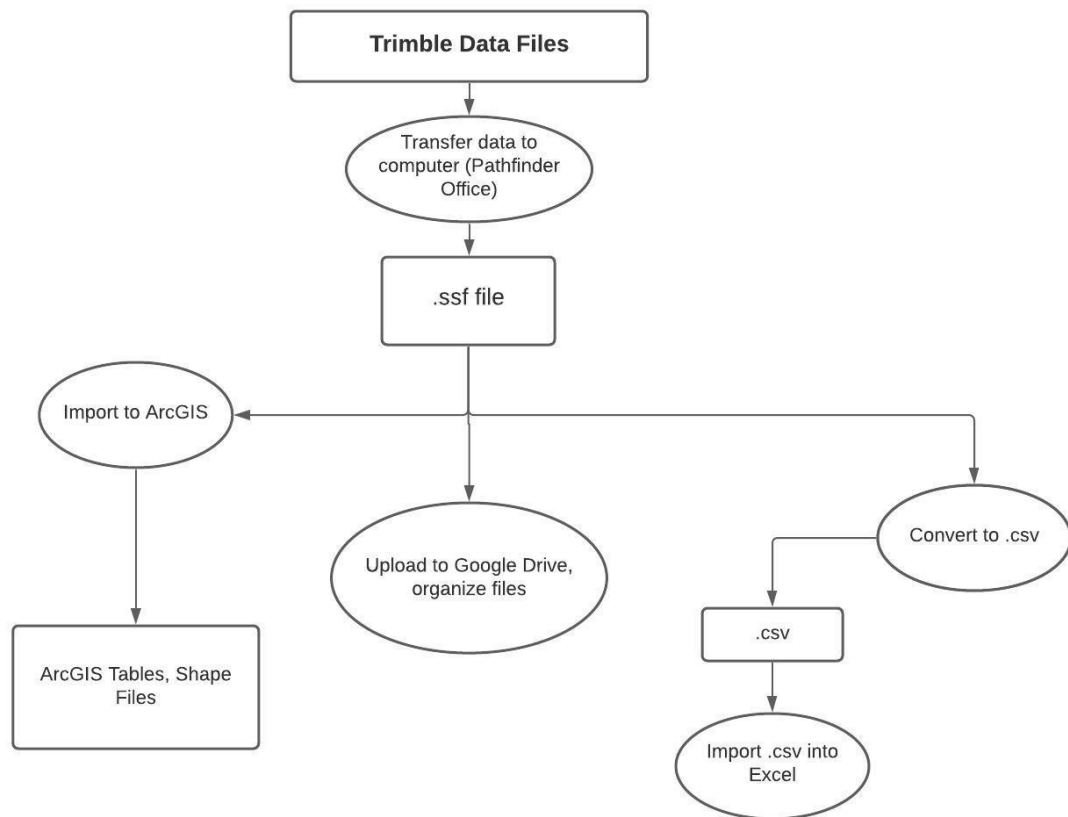 Trimble Data Files
Transfer data to
computer (Pathfinder
Office)
.ssf file
Import to ArcGIS
Upload to Google Drive,
organize files
Convert to .csv
ArcGIS Tables, Shape
Files
.csv
Import .csv into
Excel